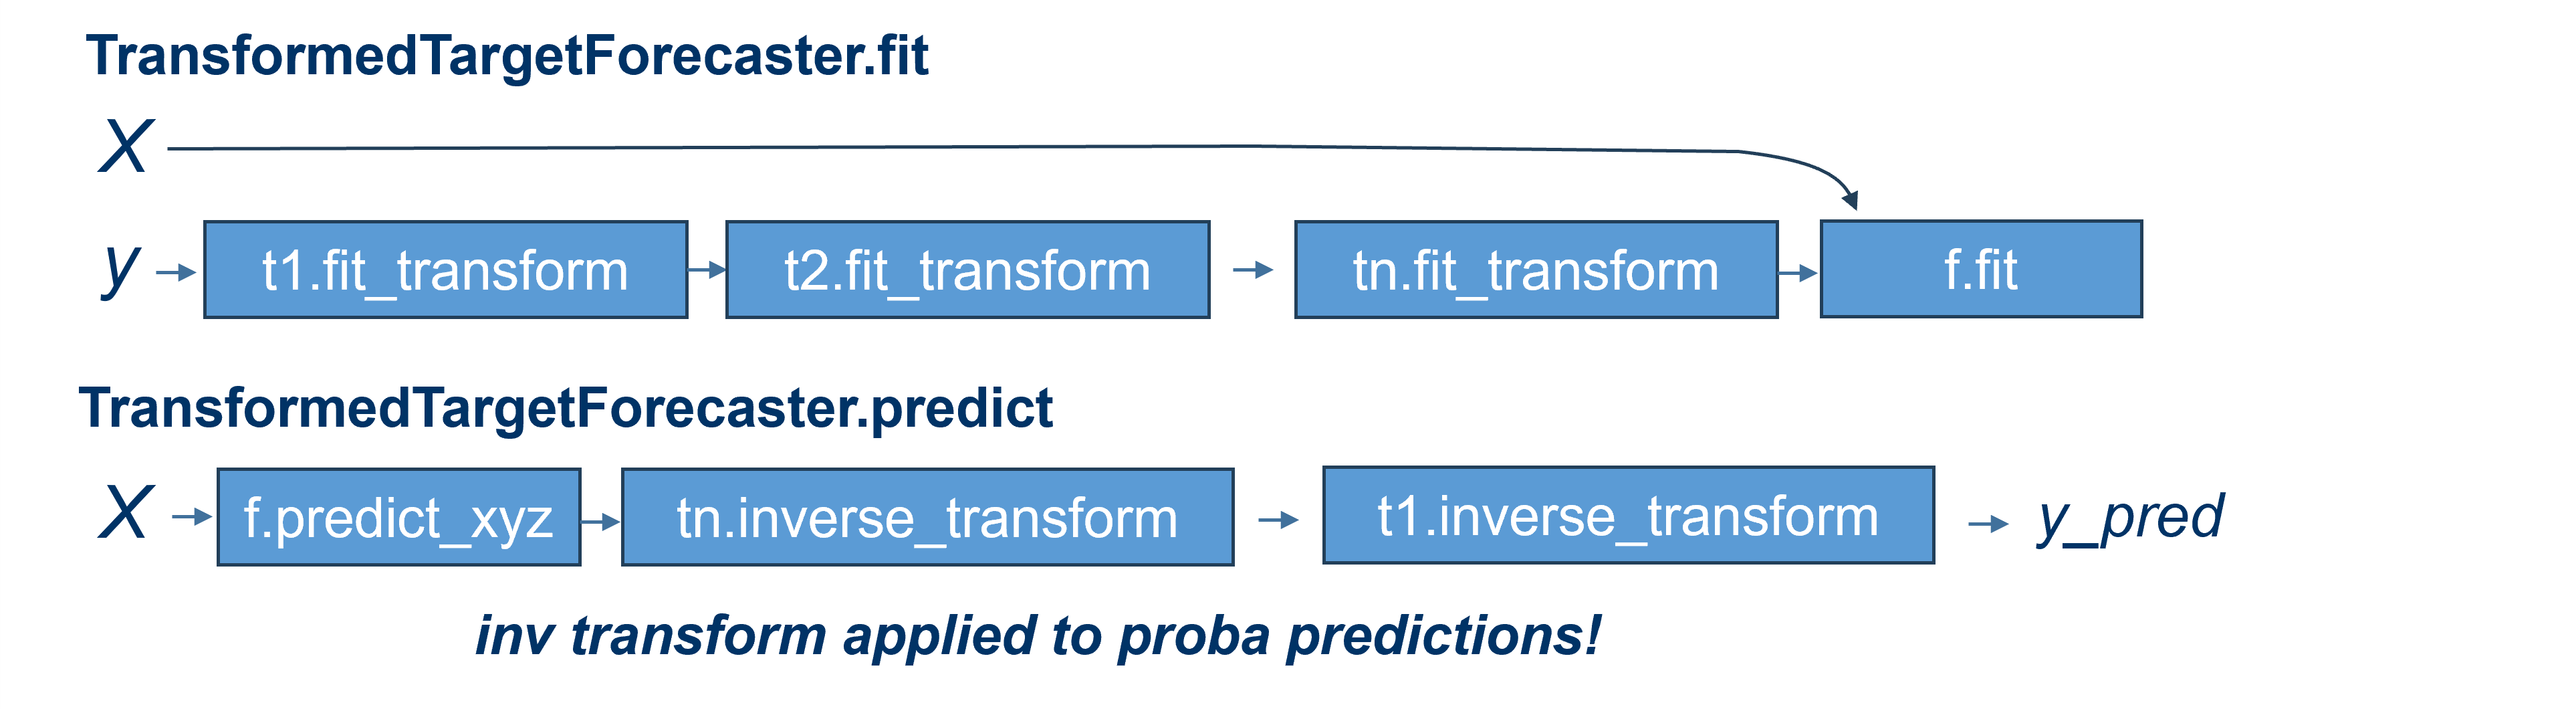 TransformedTargetForecaster.fit
X
y t1.fit_transform t2.fit_transform tn.fit_transform f.fit
TransformedTargetForecaster.predict
X f.predict_xyz tn.inverse_transform t1.inverse_transform y_pred
inv transform applied to proba predictions!